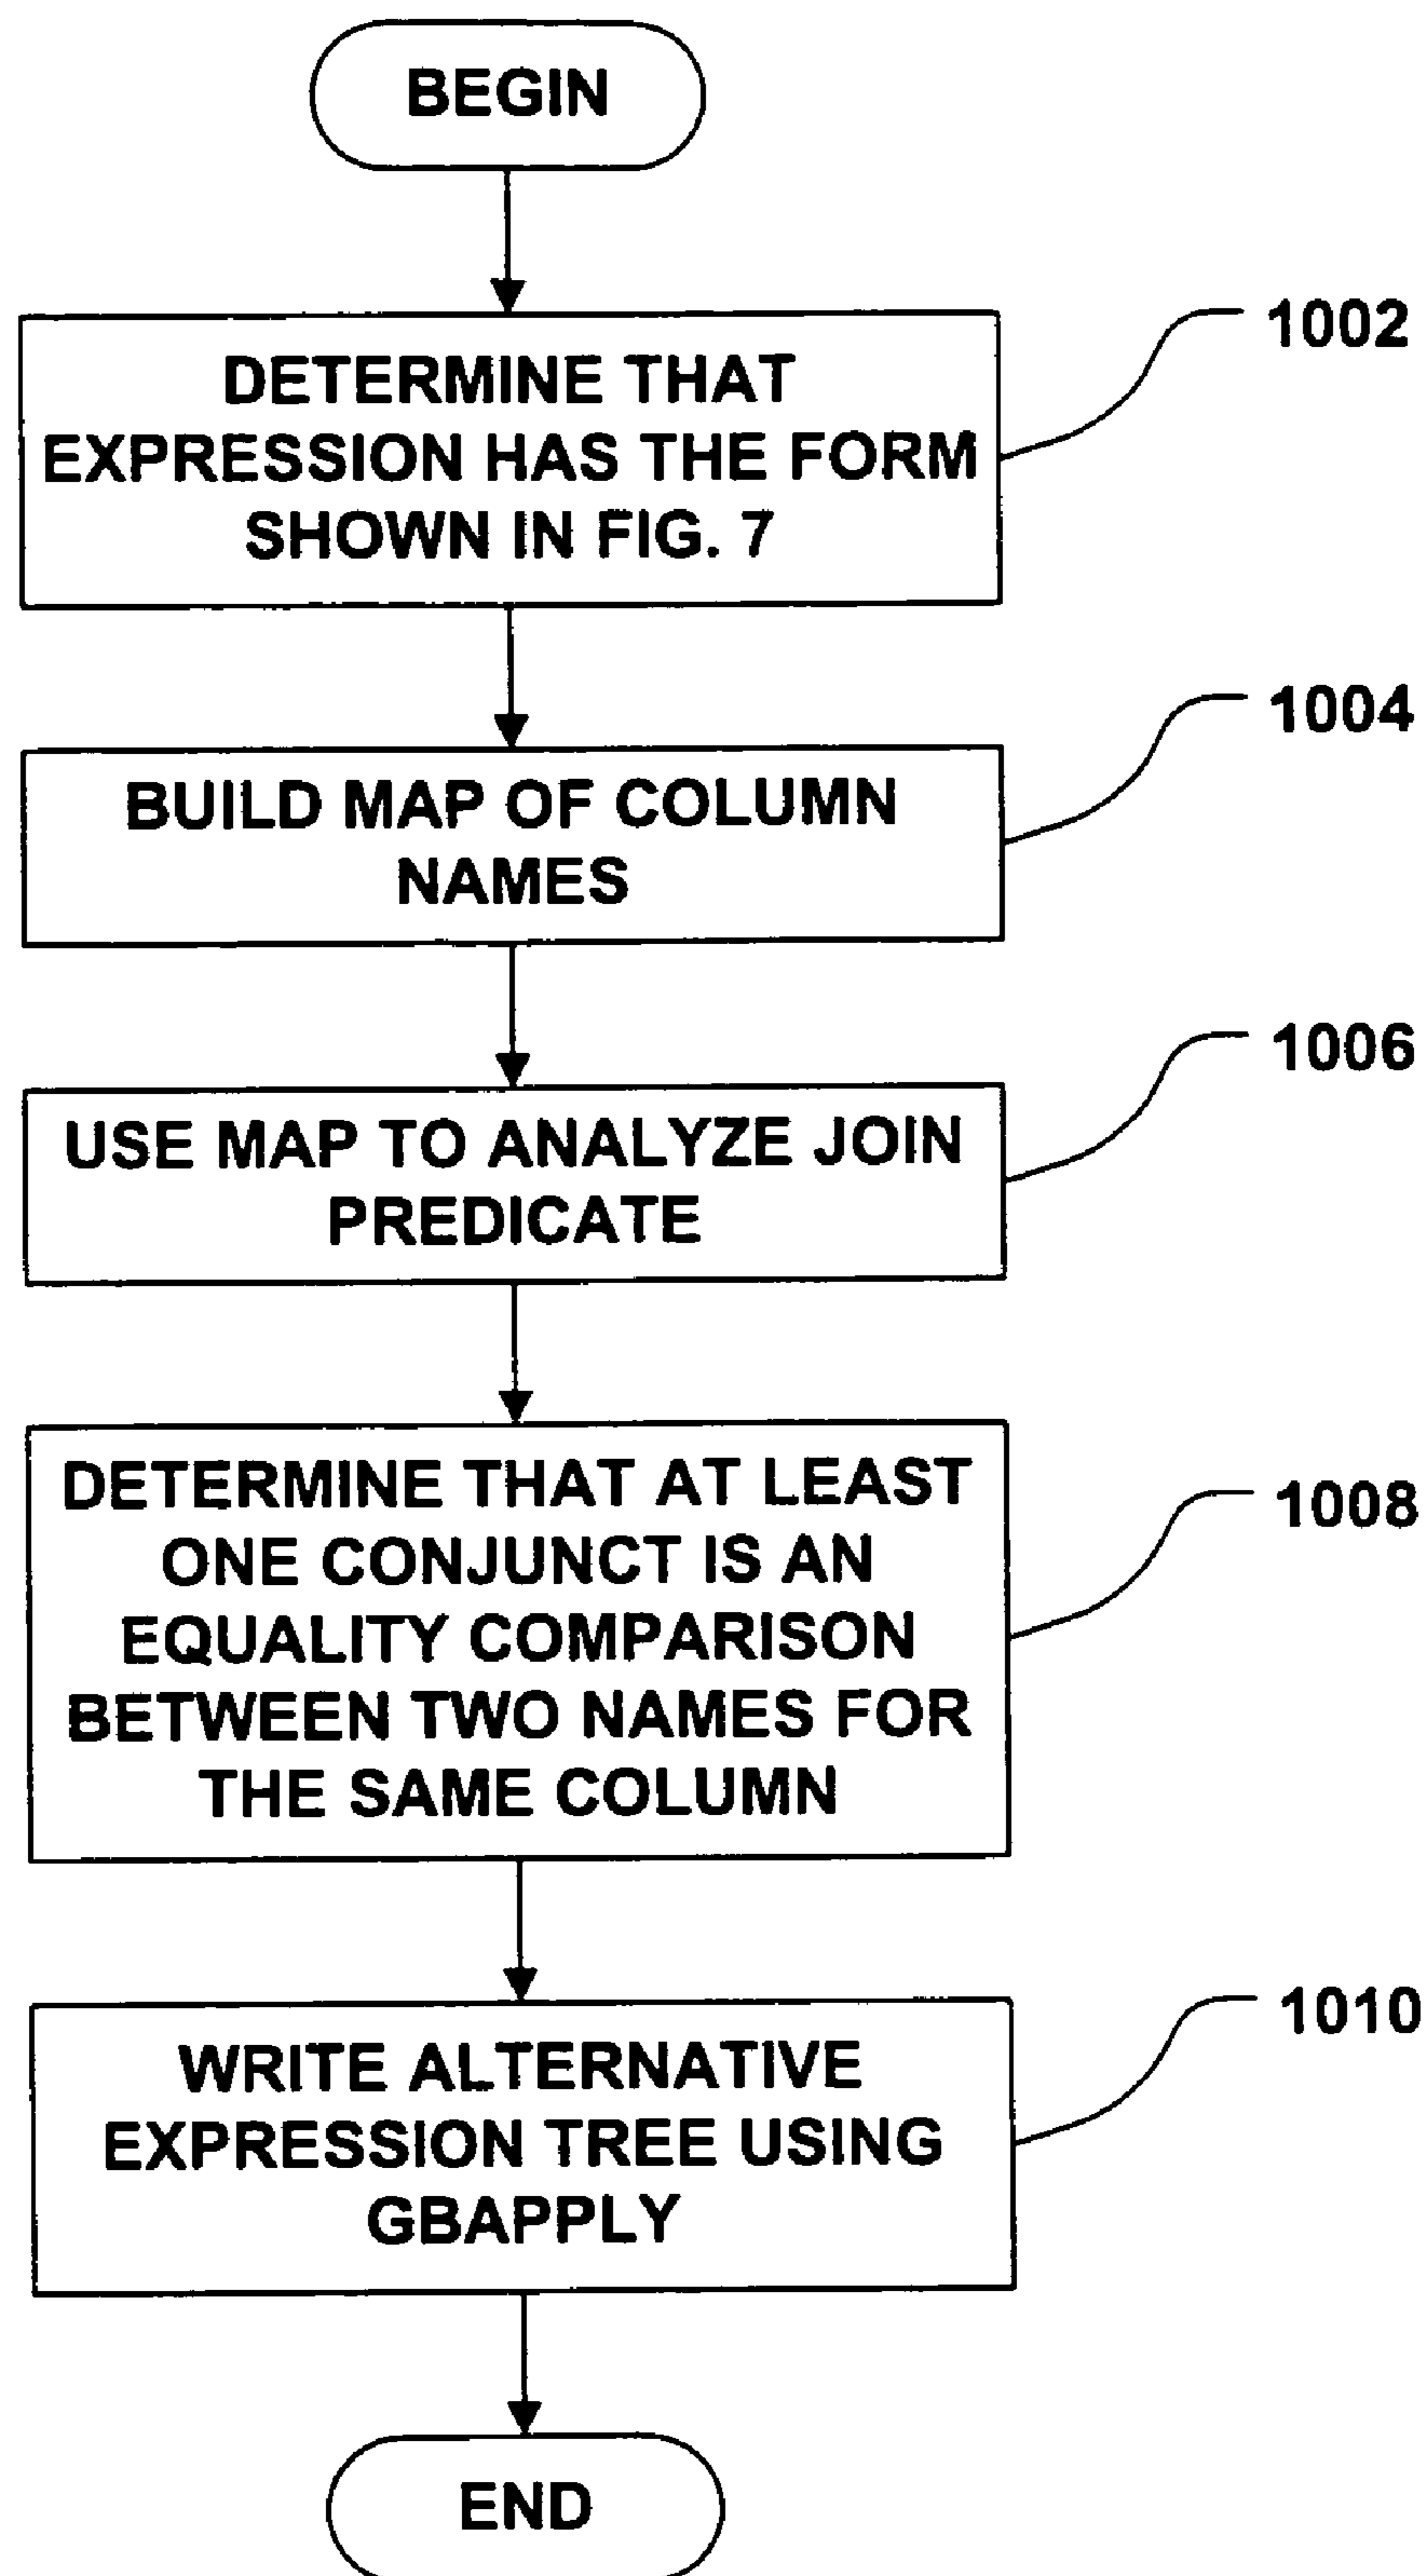 BEGIN
DETERMINE THAT
EXPRESSION HAS THE FORM
SHOWN IN FIG. 7
1002
BUILD MAP OF COLUMN
NAMES
1004
USE MAP TO ANALYZE JOIN
PREDICATE
1006
DETERMINE THAT AT LEAST
ONE CONJUNCT IS AN
EQUALITY COMPARISON
BETWEEN TWO NAMES FOR
THE SAME COLUMN
1008
WRITE ALTERNATIVE
EXPRESSION TREE USING
GBAPPLY
1010
END